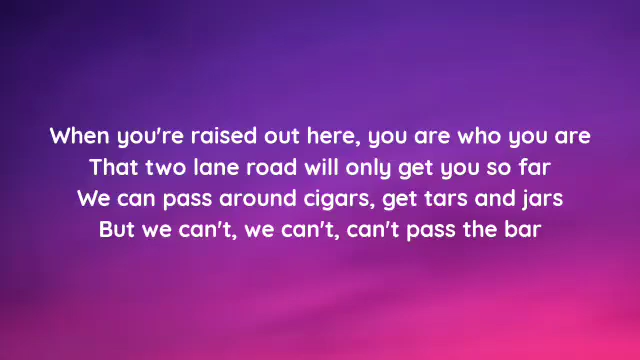 When you're raised out here, you are who you are
That two lane road will only get you so far
We can pass around cigars, get tars and jars
But we can't, we can't, can't pass the bar